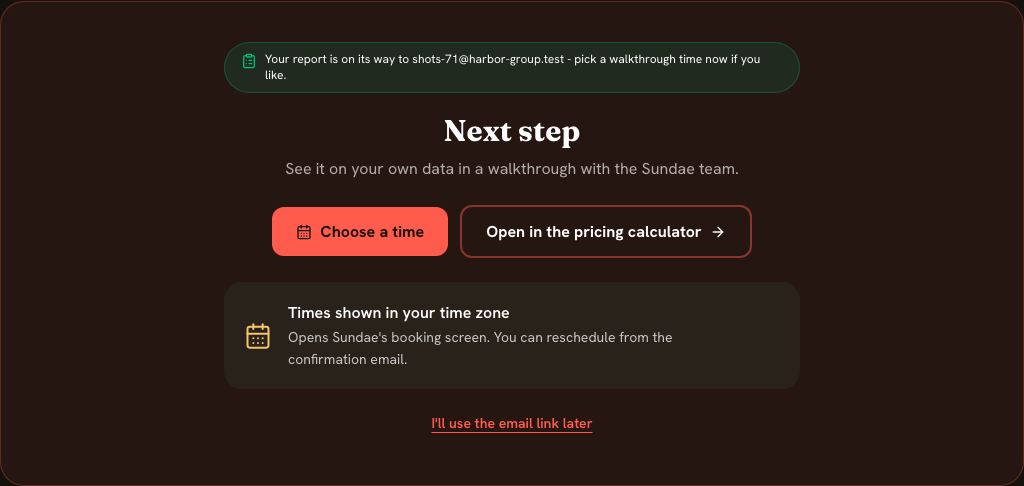 Your report is on its way to shots-71@harbor-group.test - pick a walkthrough time now if you
like.
Next step
See it on your own data in a walkthrough with the Sundae team.
Choose a time
Open in the pricing calculator →
Times shown in your time zone
Opens Sundae's booking screen. You can reschedule from the
confirmation email.
I'll use the email link later